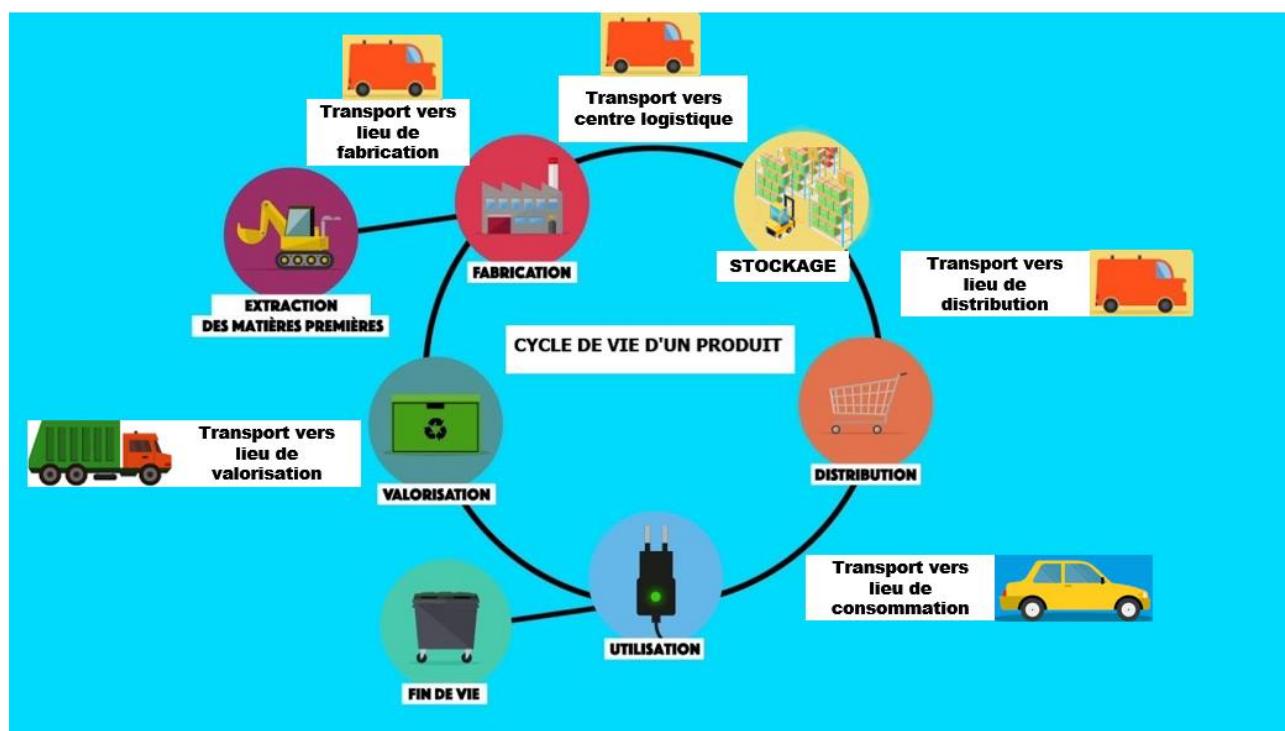 Transport vers
centre logistique
Transport vers
lieu de
fabrication
FABRICATION
STOCKAGE
EXTRACTION
DES MATIÈRES PREMIÈRES
Transport vers
lieu de
distribution
CYCLE DE VIE D'UN PRODUIT
Transport vers
lieu de
valorisation
VALORISATION
DISTRIBUTION
Transport vers
lieu de
consommation
UTILISATION
FIN DE VIE